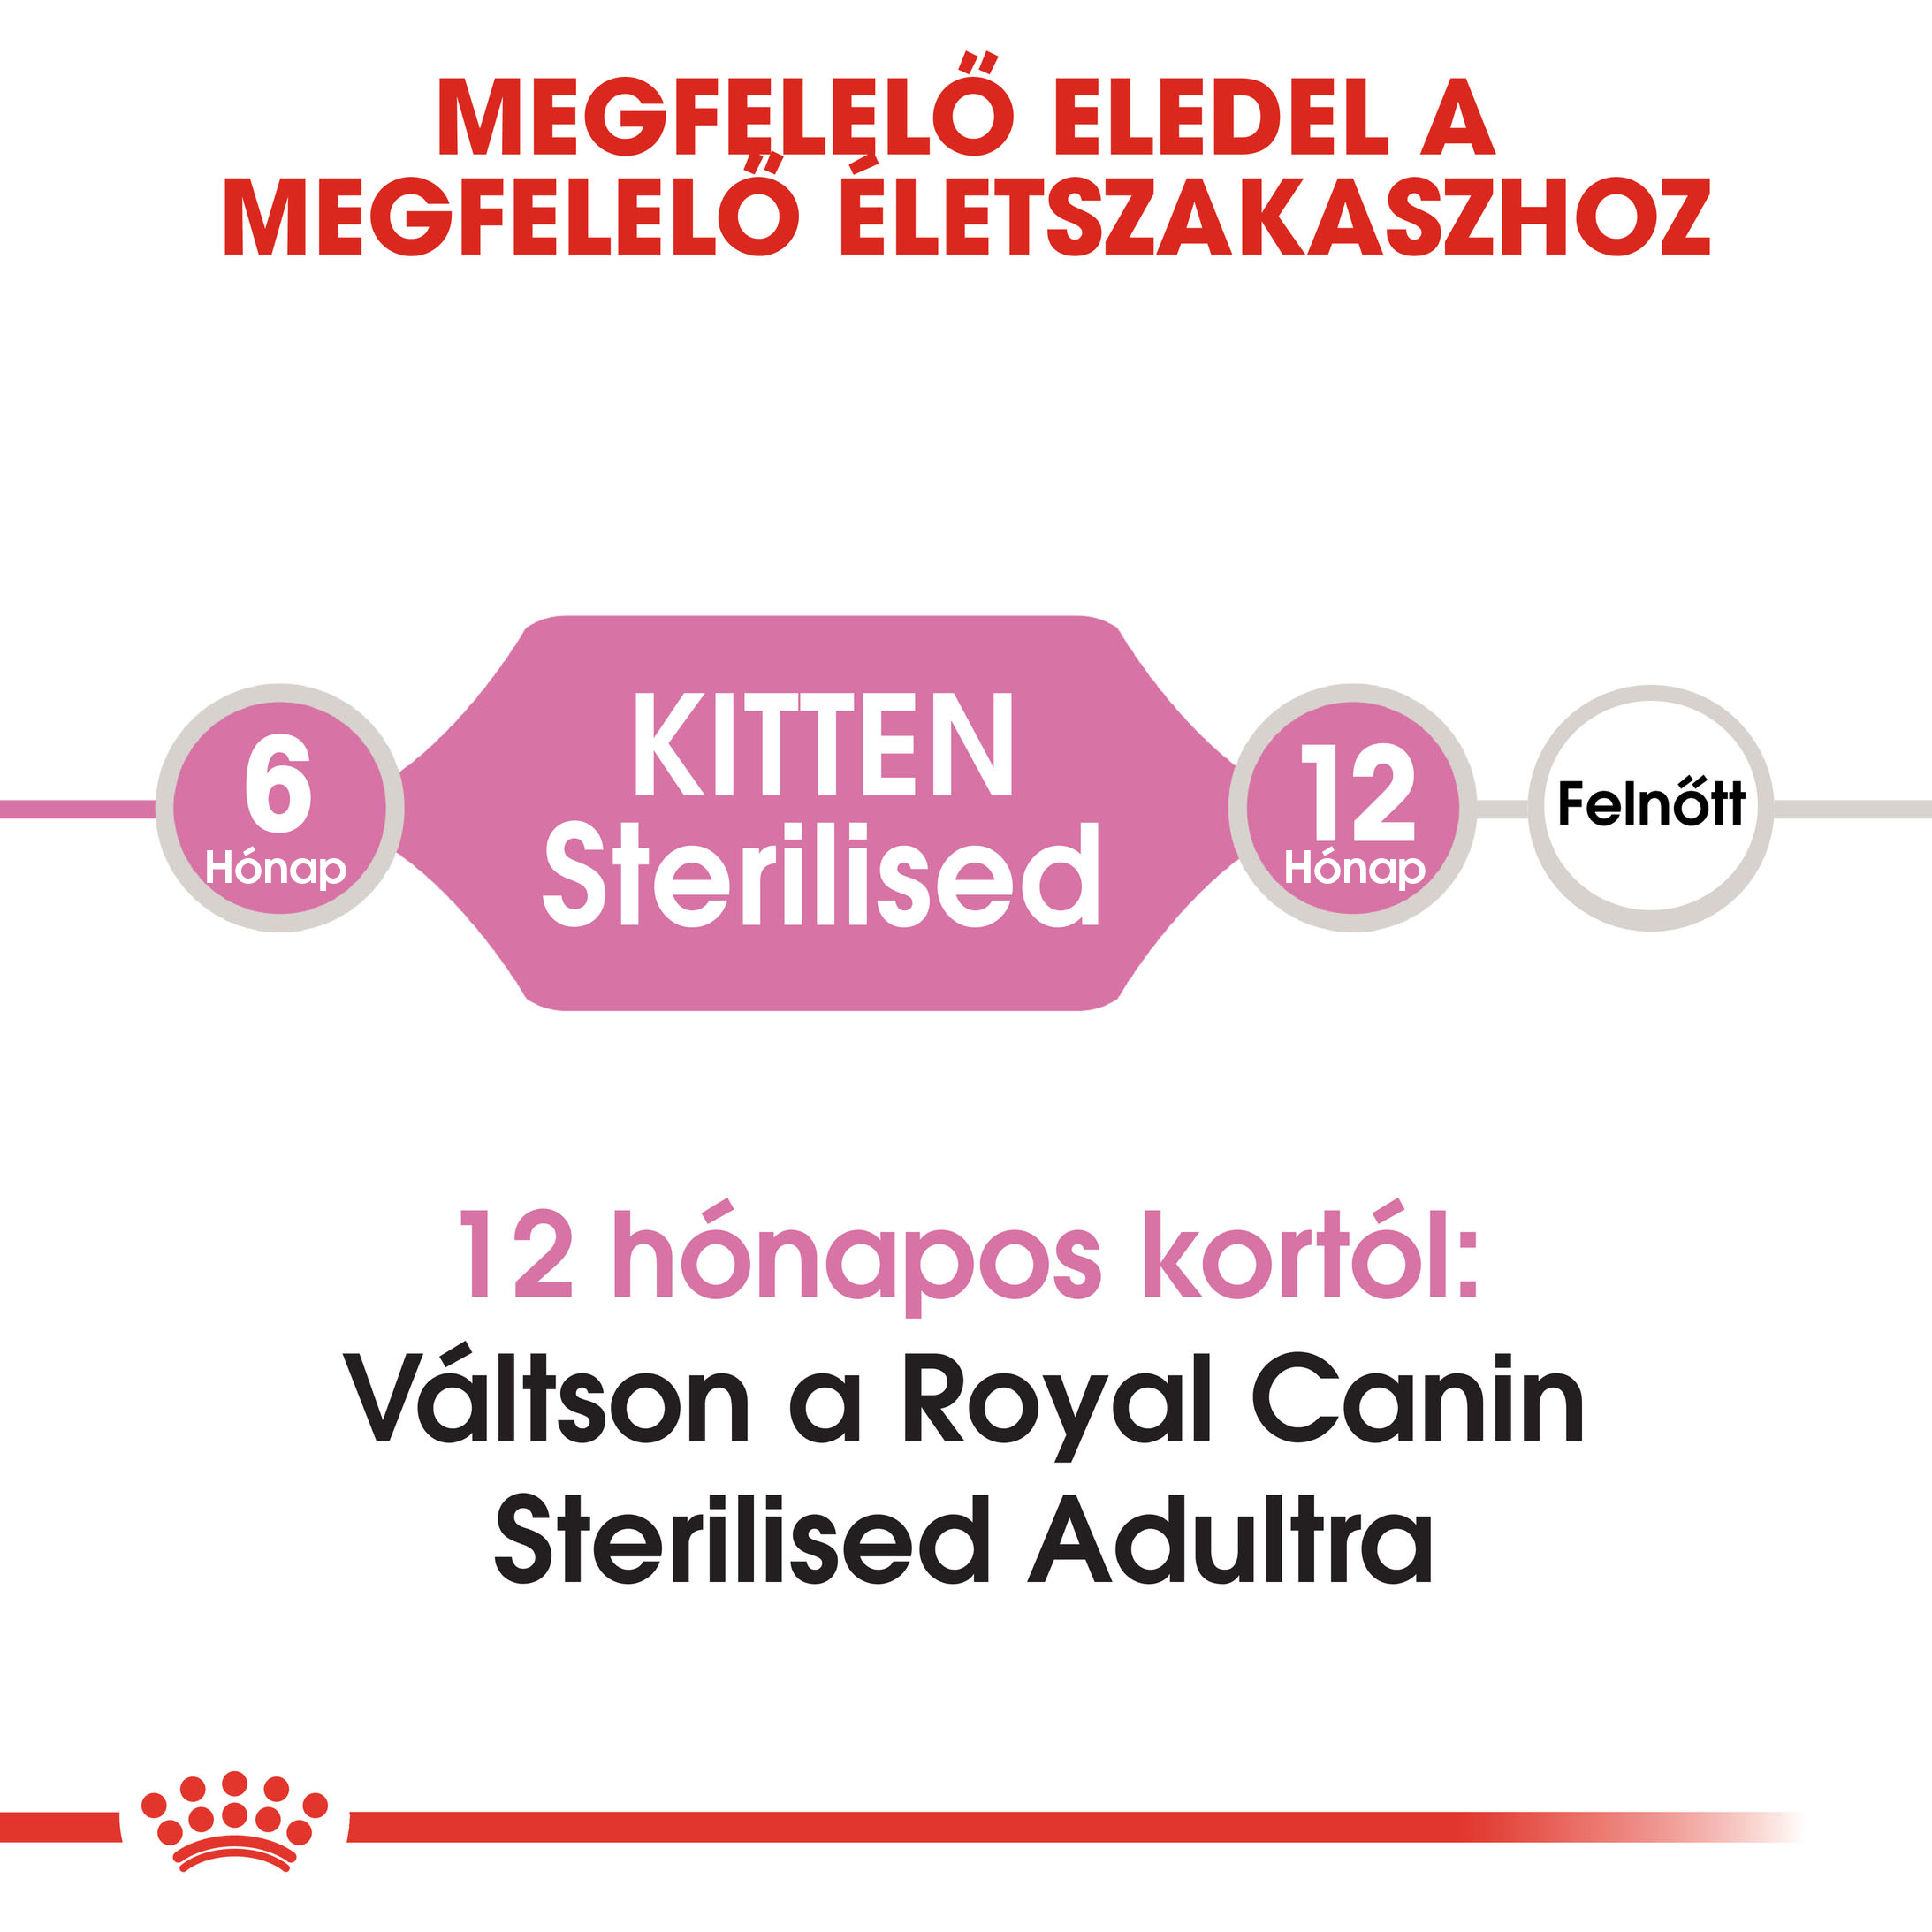 MEGFELELŐ ELEDEL A
MEGFELELŐ ÉLETSZAKASZHOZ
6
Hónap
KITTEN
Sterilised
12
Hónap
Felnőtt
12 hónapos kortól:
Váltson a Royal Canin
Sterilised Adultra